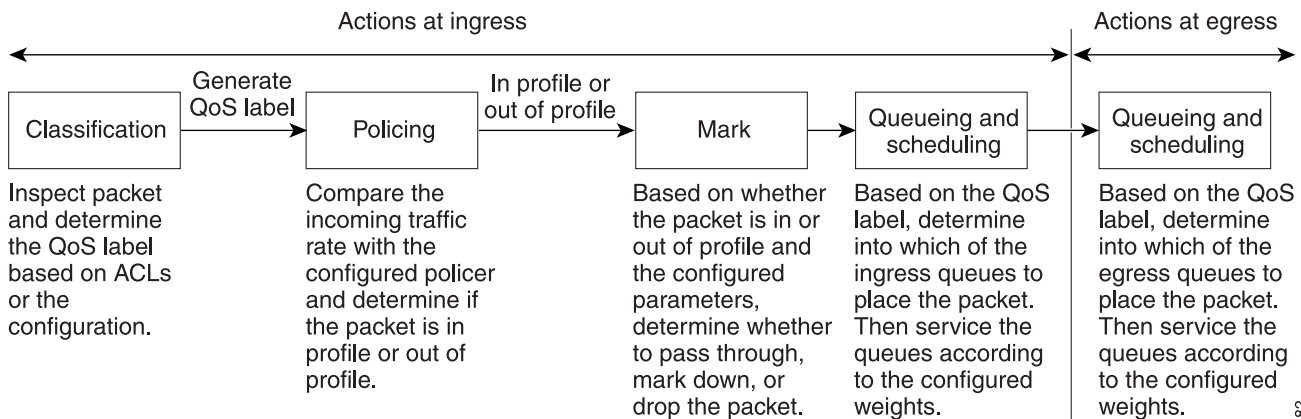 Actions at ingress
Actions at egress
Generate
QoS label
In profile or
out of profile
Classification
Policing
Mark
Queueing and
scheduling
Queueing and
scheduling
Inspect packet
and determine
the QoS label
based on ACLs
or the
configuration.
Compare the
incoming traffic
rate with the
configured policer
and determine if
the packet is in
profile or out of
profile.
Based on whether
the packet is in or
out of profile and
the configured
parameters,
determine whether
to pass through,
mark down, or
drop the packet.
Based on the QoS
label, determine
into which of the
ingress queues to
place the packet.
Then service the
queues according
to the configured
weights.
Based on the QoS
label, determine
into which of the
egress queues to
place the packet.
Then service the
queues according
to the configured
weights.